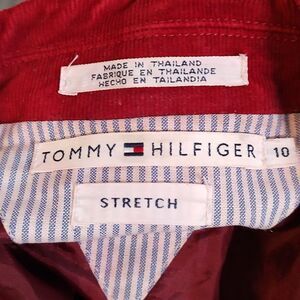 MADE IN THAILAND
FABRIQUE EN THAILANDE
HECHO EN TAILANDIA
TOMMY HILFIGER 10
STRETCH